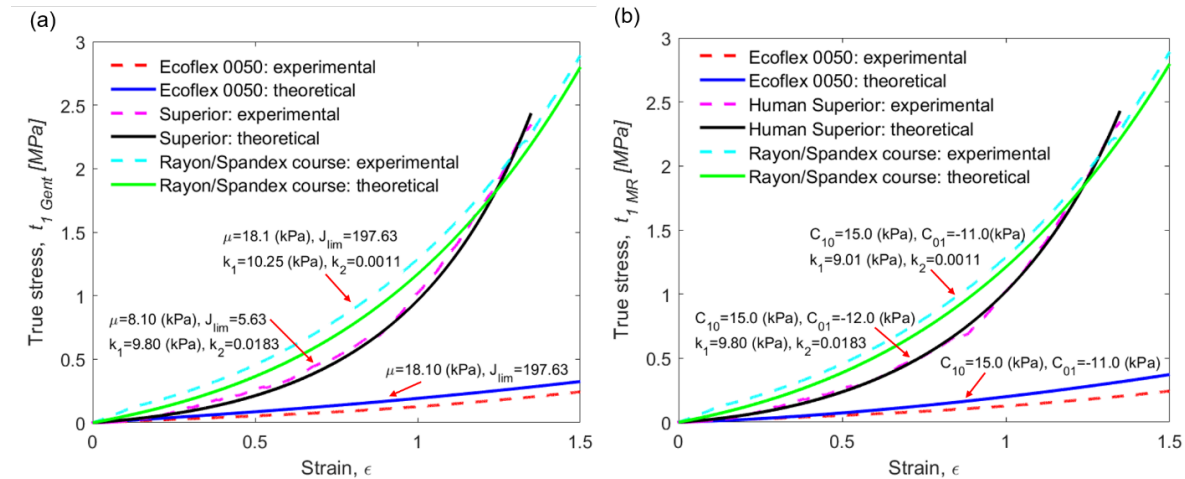 (a)
3
2.5
2
1.5
1
0.5
0
True stress, t1 Gent [MPa]
Ecoflex 0050: experimental
Ecoflex 0050: theoretical
Superior: experimental
Superior: theoretical
Rayon/Spandex course: experimental
Rayon/Spandex course: theoretical
μ=18.1 (kPa), Jlim=197.63
k1=10.25 (kPa), k2=0.0011
μ=8.10 (kPa), Jlim=5.63
k1=9.80 (kPa), k2=0.0183
μ=18.10 (kPa), Jlim=197.63
0 0.5 1 1.5
Strain, ϵ
(b)
3
2.5
2
1.5
1
0.5
0
True stress, t1 MR [MPa]
Ecoflex 0050: experimental
Ecoflex 0050: theoretical
Human Superior: experimental
Human Superior: theoretical
Rayon/Spandex course: experimental
Rayon/Spandex course: theoretical
C10=15.0 (kPa), C01=-11.0(kPa)
k1=9.01 (kPa), k2=0.0011
C10=15.0 (kPa), C01=-12.0 (kPa)
k1=9.80 (kPa), k2=0.0183
C10=15.0 (kPa), C01=-11.0 (kPa)
0 0.5 1 1.5
Strain, ϵ